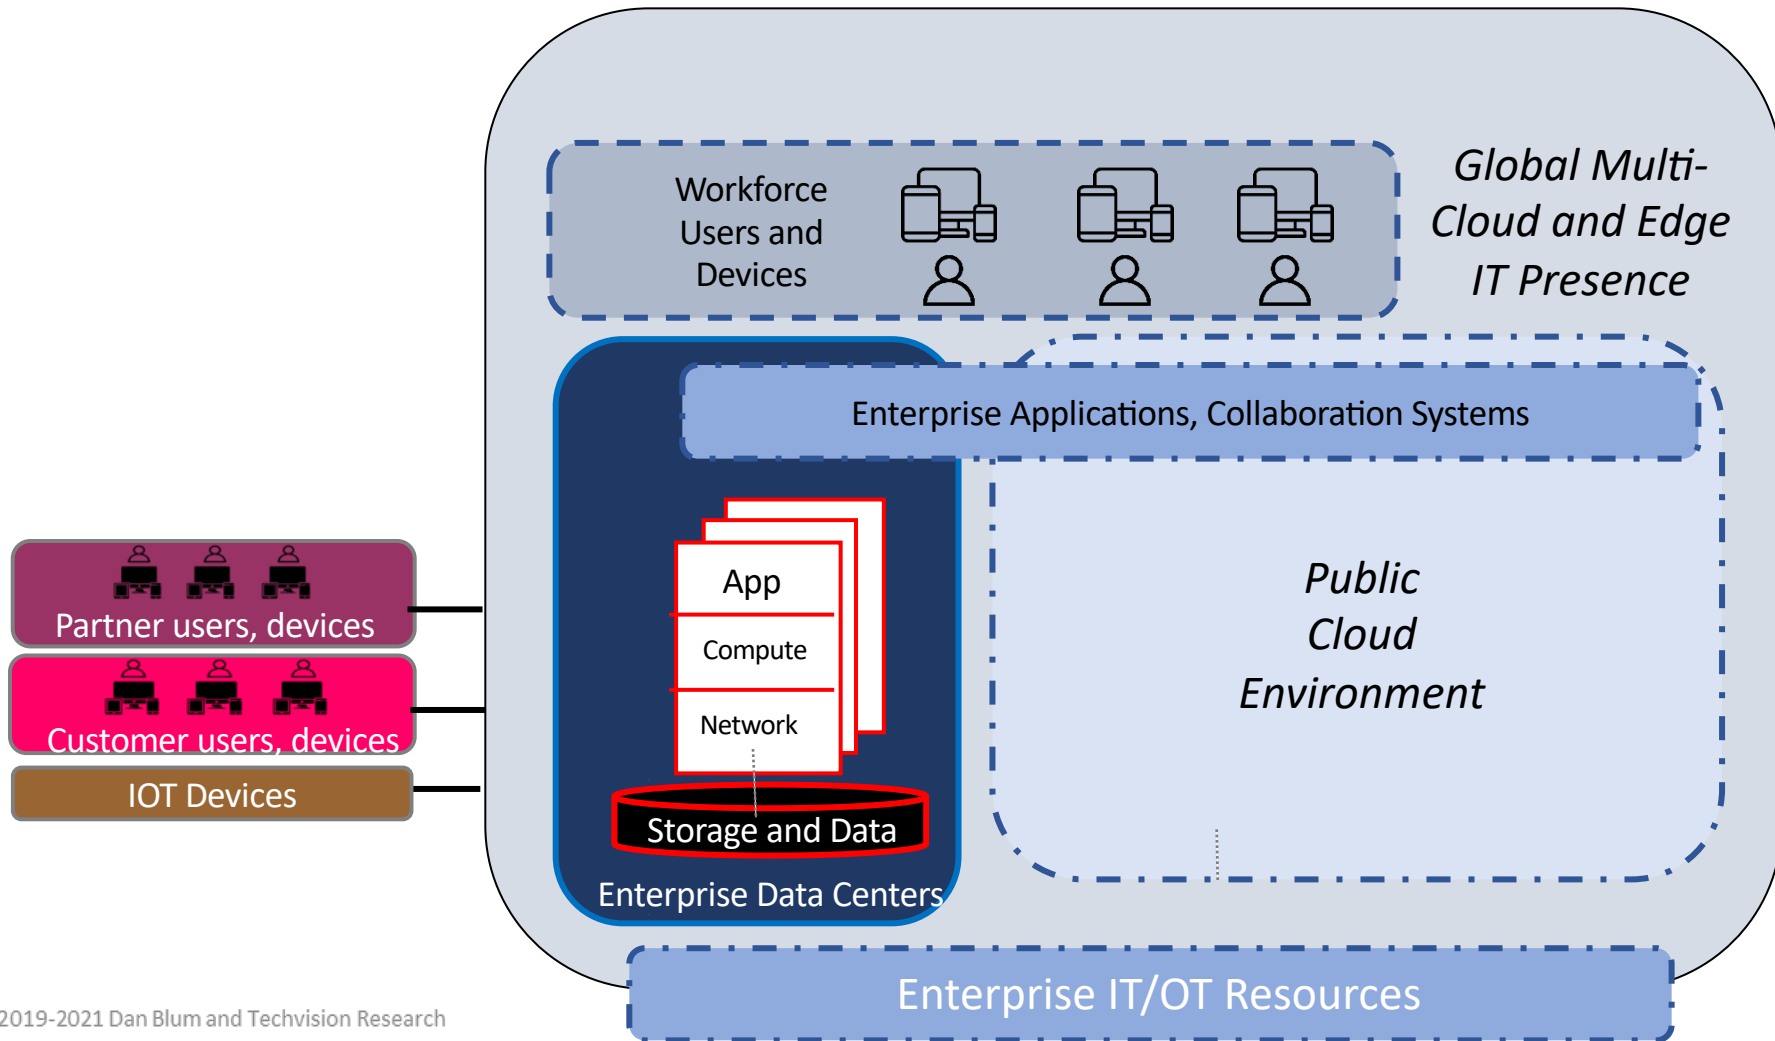 Workforce
Users and
Devices
Global Multi-
Cloud and Edge
IT Presence
Enterprise Applications, Collaboration Systems
App
Compute
Network
Storage and Data
Enterprise Data Centers
Public
Cloud
Environment
Partner users, devices
Customer users, devices
IOT Devices
Enterprise IT/OT Resources
2019-2021 Dan Blum and Techvision Research